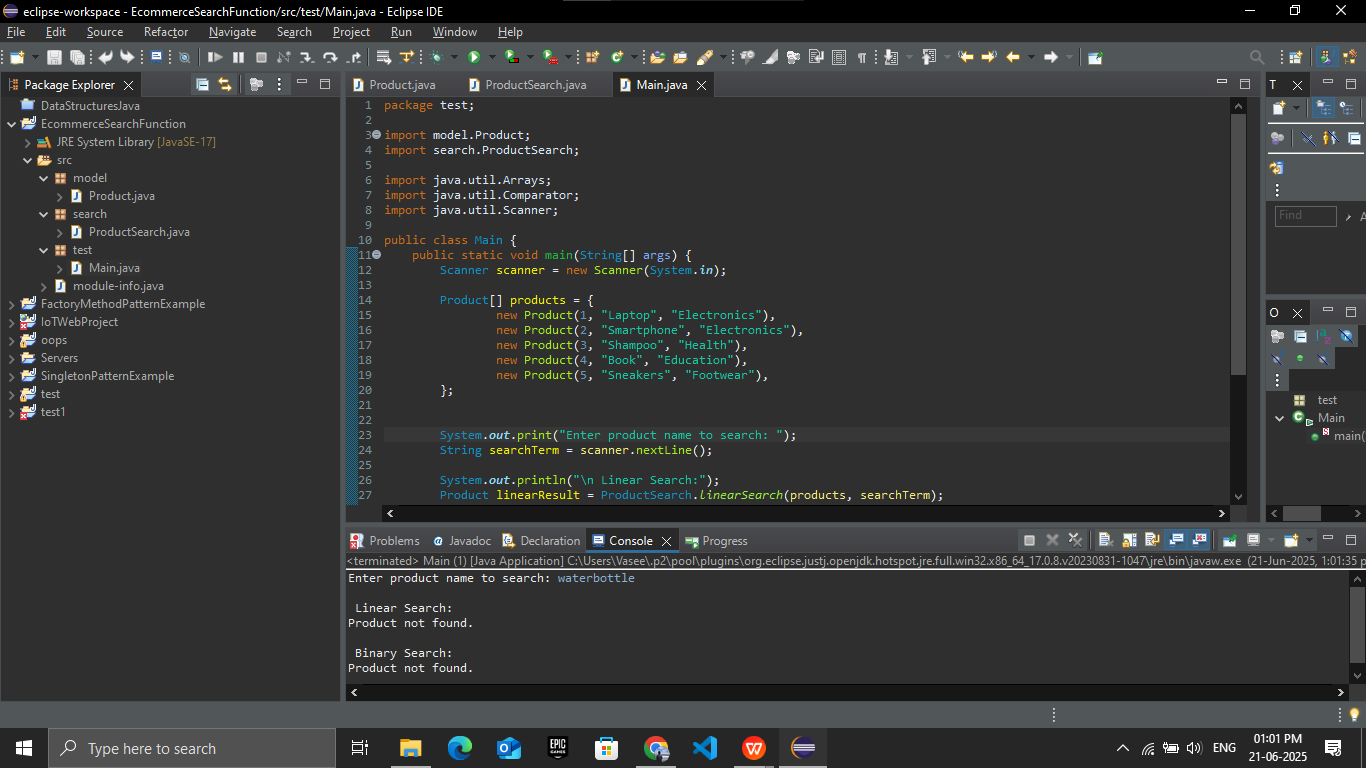 eclipse-workspace - EcommerceSearchFunction/src/test/Main.java - Eclipse IDE
File Edit Source Refactor Navigate Search Project Run Window Help
Package Explorer
DataStructuresJava
EcommerceSearchFunction
JRE System Library [JavaSE-17]
src
model
Product.java
search
ProductSearch.java
test
Main.java
module-info.java
FactoryMethodPatternExample
IoTWebProject
oops
Servers
SingletonPatternExample
test
test1
Product.java ProductSearch.java Main.java
1 package test;
2
3 import model.Product;
4 import search.ProductSearch;
5
6 import java.util.Arrays;
7 import java.util.Comparator;
8 import java.util.Scanner;
9
10 public class Main {
11 public static void main(String[] args) {
12 Scanner scanner = new Scanner(System.in);
13
14 Product[] products = {
15 new Product(1, "Laptop", "Electronics"),
16 new Product(2, "Smartphone", "Electronics"),
17 new Product(3, "Shampoo", "Health"),
18 new Product(4, "Book", "Education"),
19 new Product(5, "Sneakers", "Footwear"),
20 };
21
22
23 System.out.print("Enter product name to search: ");
24 String searchTerm = scanner.nextLine();
25
26 System.out.println("\n Linear Search:");
27 Product linearResult = ProductSearch.linearSearch(products, searchTerm);
T
Find
A
O
test
Main
main(
Problems Javadoc Declaration Console Progress
<terminated> Main (1) [Java Application] C:\Users\Vasee\.p2\pool\plugins\org.eclipse.justj.openjdk.hotspot.jre.full.win32.x86_64_17.0.8.v20230831-1047\jre\bin\javaw.exe (21-Jun-2025, 1:01:35 p
Enter product name to search: waterbottle
Linear Search:
Product not found.
Binary Search:
Product not found.
Type here to search
EPIC
GAMES
ENG
01:01 PM
21-06-2025